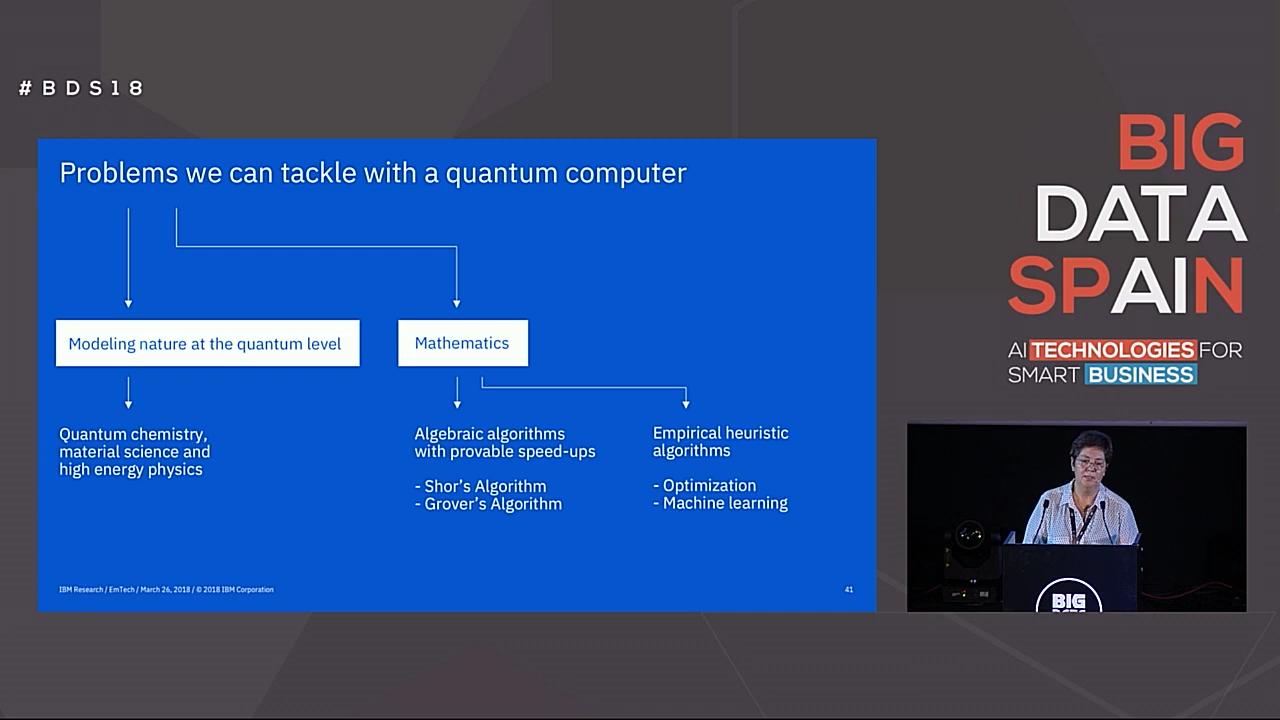 #BDS18
Problems we can tackle with a quantum computer
Modeling nature at the quantum level
Mathematics
Quantum chemistry,
material science and
high energy physics
Algebraic algorithms
with provable speed-ups
- Shor's Algorithm
- Grover's Algorithm
Empirical heuristic
algorithms
- Optimization
- Machine learning
IBM Research / EmTech / March 26, 2018 / © 2018 IBM Corporation
41
BIG
DATA
SPAIN
AI TECHNOLOGIES FOR
SMART BUSINESS
BIG